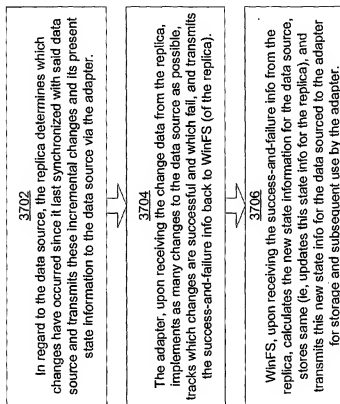 3702
In regard to the data source, the replica determines which
changes have occurred since it last synchronized with said data
source and transmits these incremental changes and its present
state information to the data source via the adapter.
3704
The adapter, upon receiving the change data from the replica,
implements as many changes to the data source as possible,
tracks which changes are successful and which fail, and transmits
the success-and-failure info back to WinFS (of the replica).
3706
WinFS, upon receiving the success-and-failure info from the
replica, calculates the new state information for the data source,
stores same (ie, updates this state info for the replica), and
transmits this new state info for the data sourced to the adapter
for storage and subsequent use by the adapter.